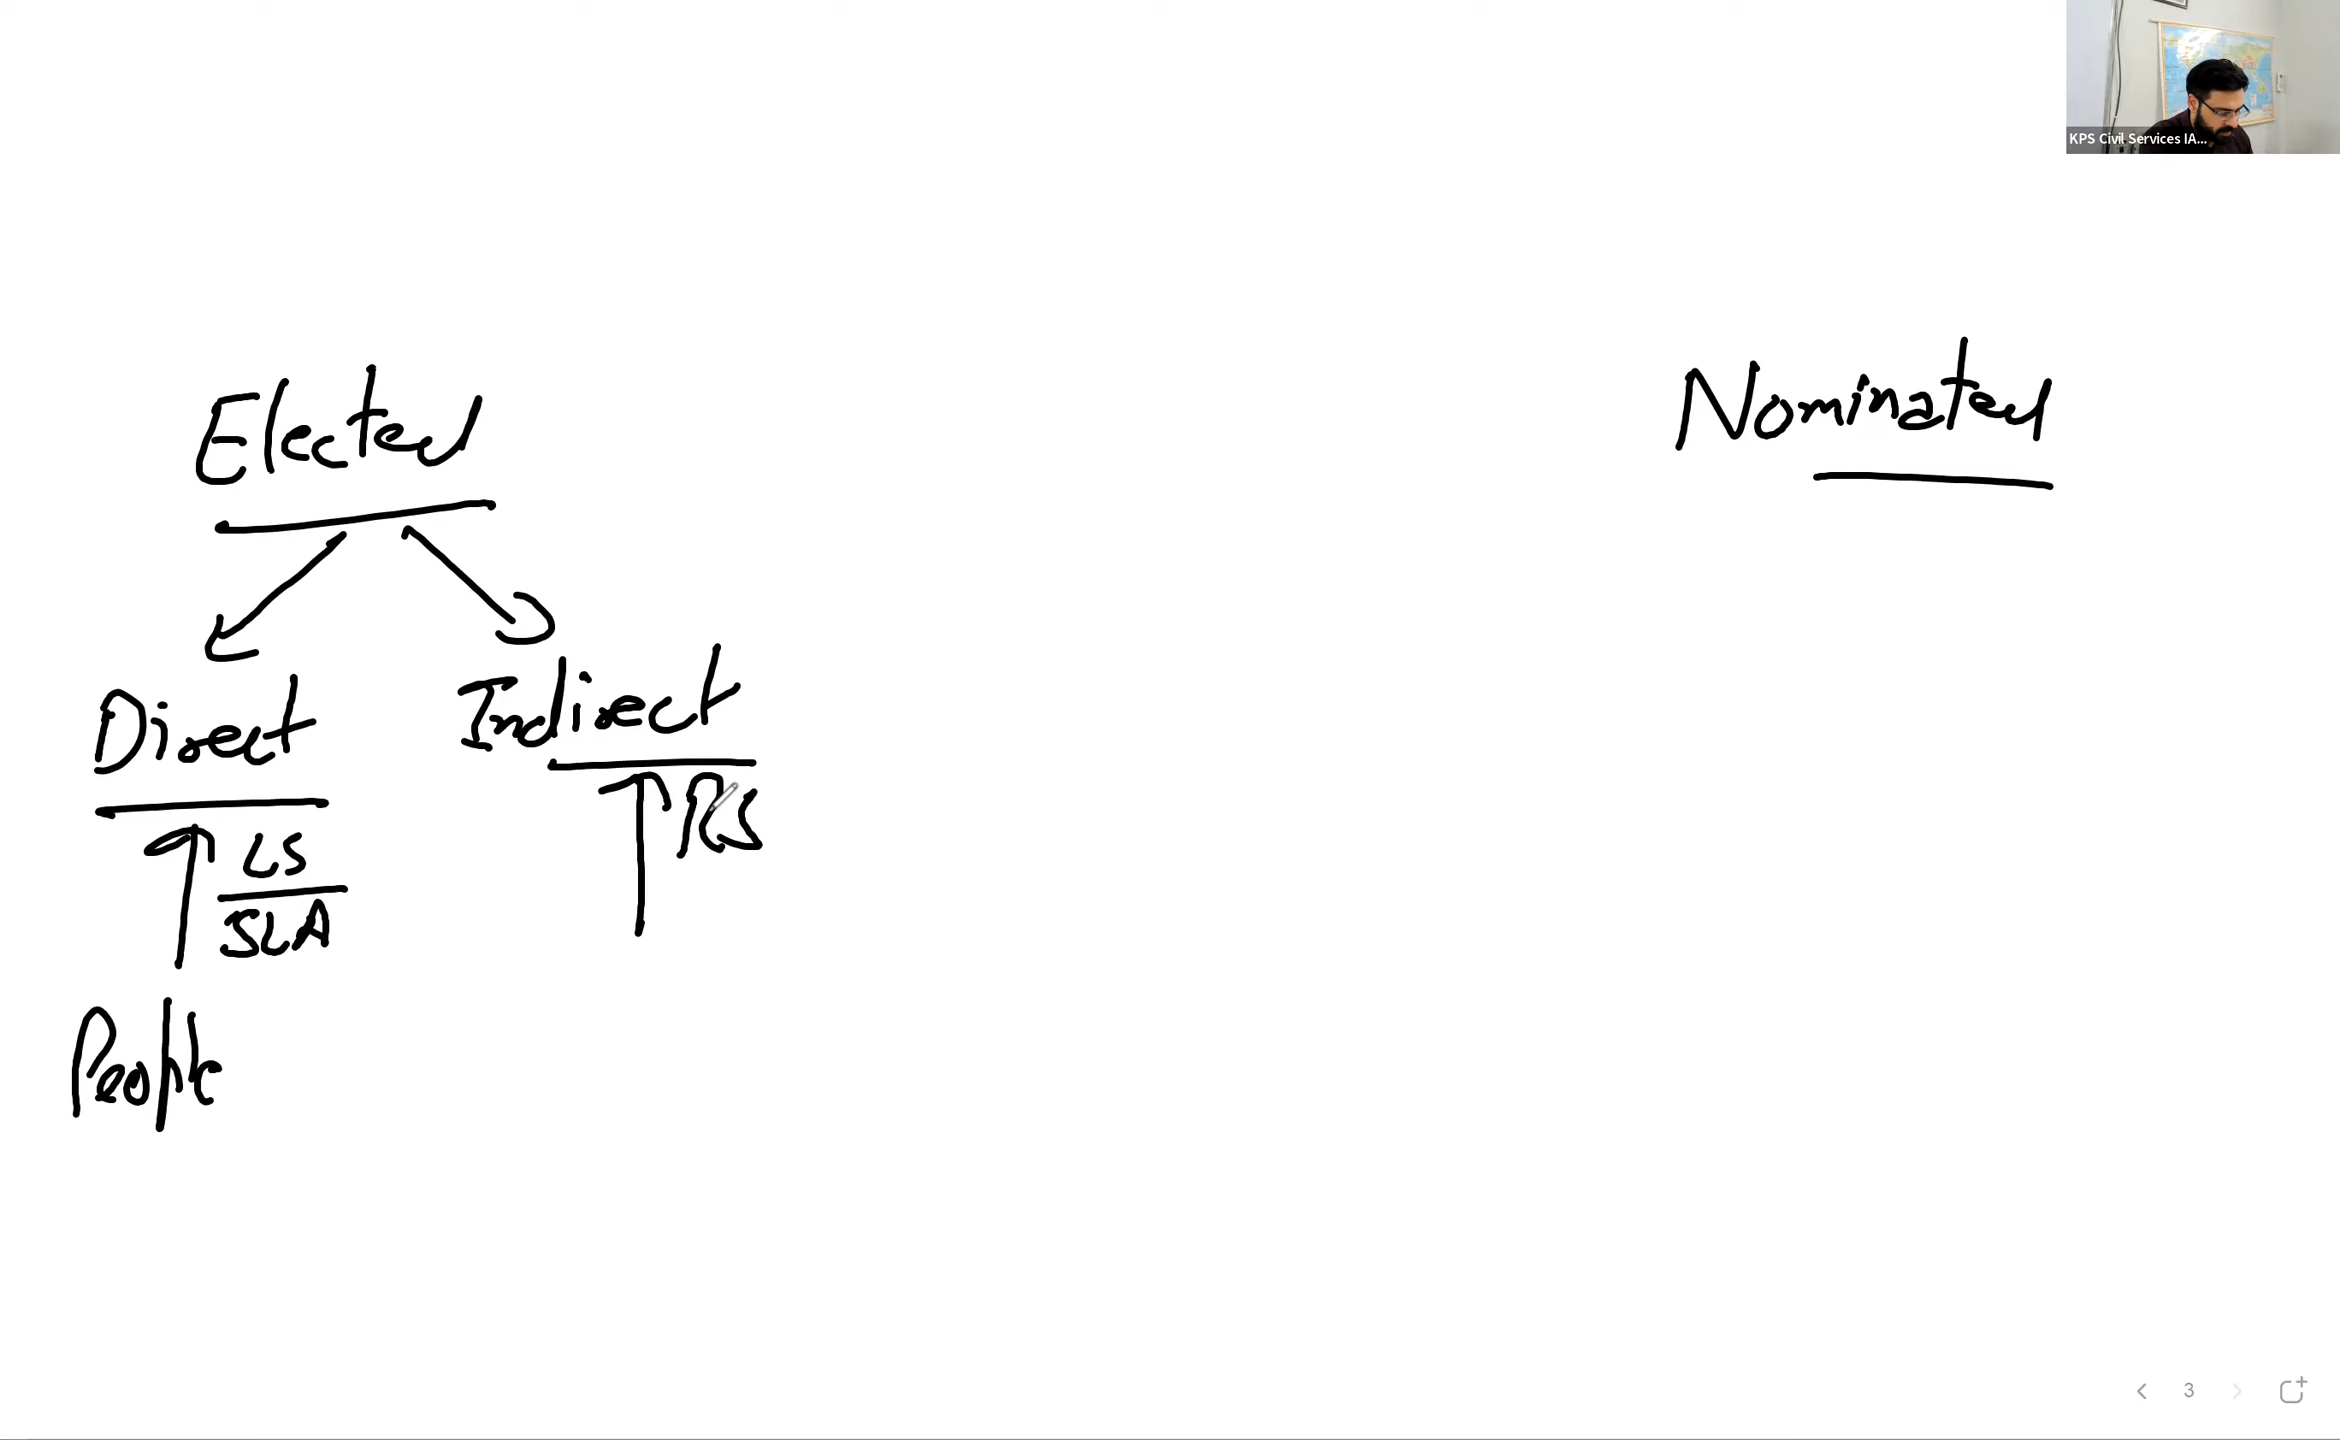 KPS Civil Services IA...
Elected
Nominated
Direct
Indirect
LS
SLA
RS
People
3